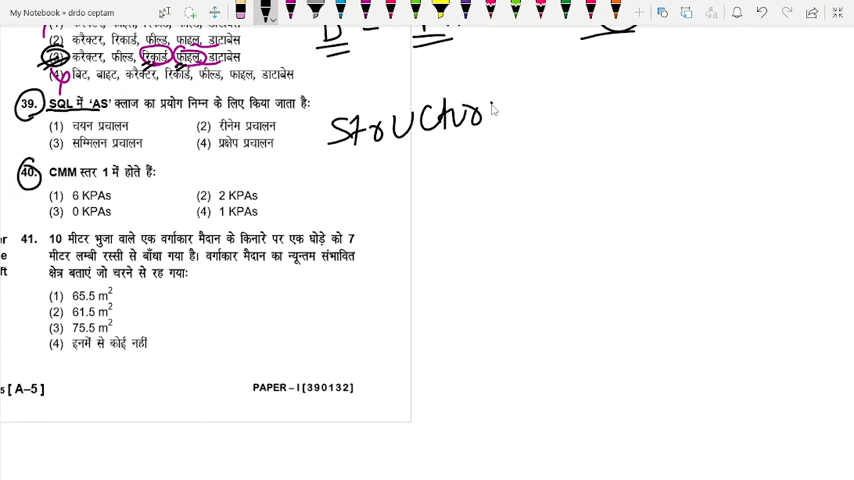 My Notebook » drdo ceptam
(2) करैक्टर, रिकार्ड, फील्ड, फाइल, डाटाबेस
(3) करैक्टर, फील्ड, रिकार्ड, फाइल, डाटाबेस
(4) बिट, बाइट, करैक्टर, रिकार्ड, फील्ड, फाइल, डाटाबेस
39. SQL में 'AS' क्लाज का प्रयोग निम्न के लिए किया जाता है:
(1) चयन प्रचालन (2) रीनेम प्रचालन
(3) सम्मिलन प्रचालन (4) प्रक्षेप प्रचालन
Structur
40. CMM स्तर 1 में होते हैं:
(1) 6 KPAs (2) 2 KPAs
(3) 0 KPAs (4) 1 KPAs
41. 10 मीटर भुजा वाले एक वर्गाकार मैदान के किनारे पर एक घोड़े को 7
मीटर लम्बी रस्सी से बाँधा गया है। वर्गाकार मैदान का न्यूनतम संभावित
क्षेत्र बताएं जो चरने से रह गया:
(1) 65.5 m²
(2) 61.5 m²
(3) 75.5 m²
(4) इनमें से कोई नहीं
5 [ A–5 ] PAPER – I [ 390132 ]